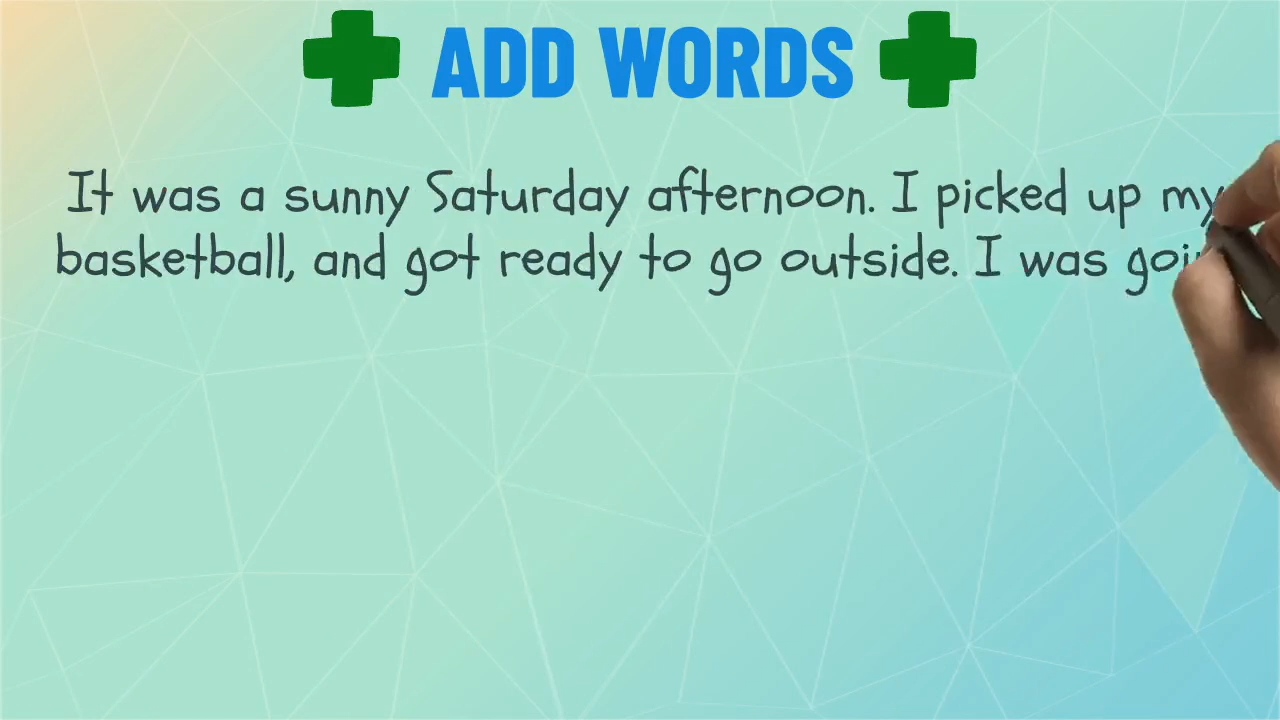 ADD WORDS
It was a sunny Saturday afternoon. I picked up my
basketball, and got ready to go outside. I was